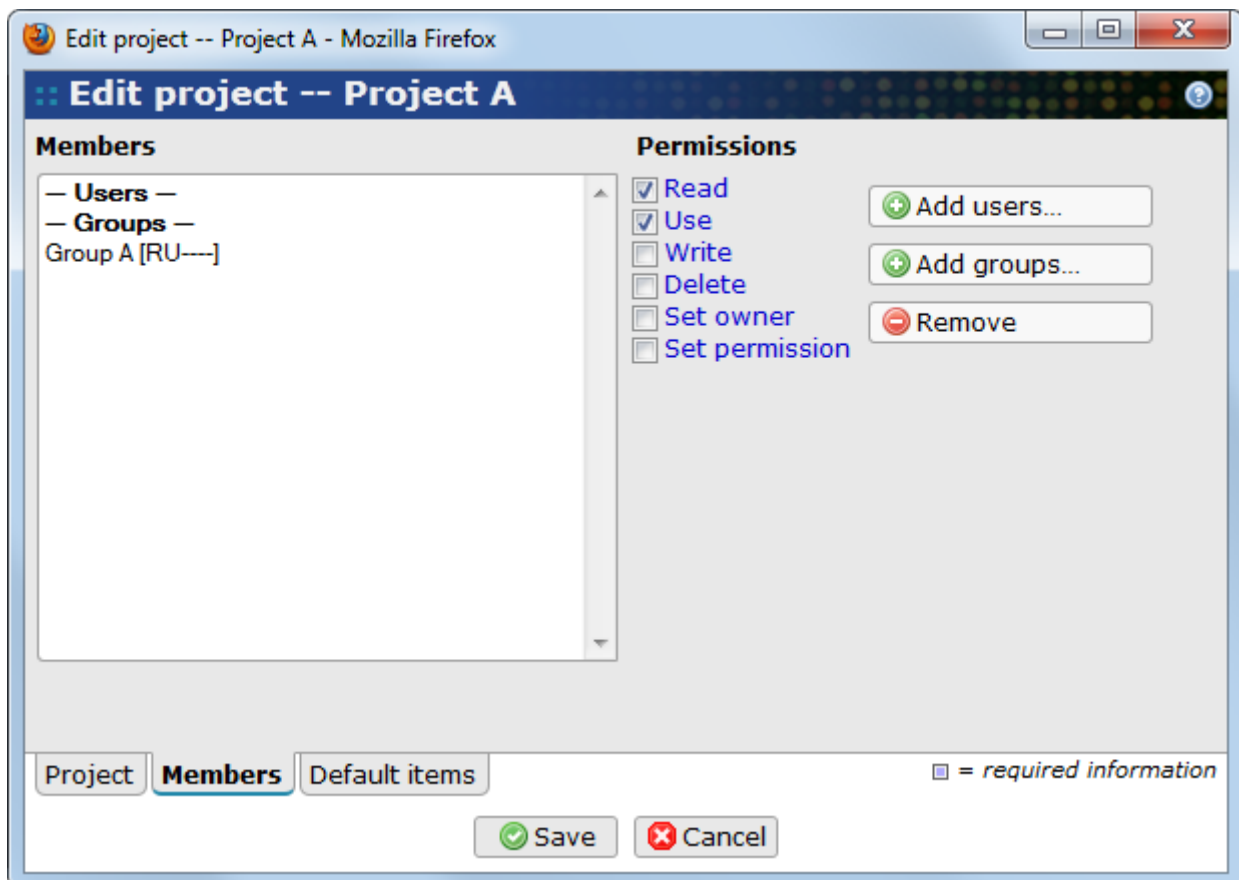 Edit project -- Project A - Mozilla Firefox
:: Edit project -- Project A
Members
— Users —
— Groups —
Group A [RU----]
Permissions
Read
Use
Write
Delete
Set owner
Set permission
Add users...
Add groups...
Remove
Project Members Default items
= required information
Save Cancel